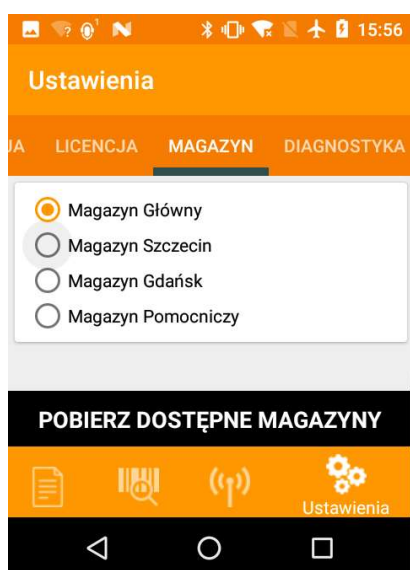 15:56
Ustawienia
JA LICENCJA MAGAZYN DIAGNOSTYKA
Magazyn Główny
Magazyn Szczecin
Magazyn Gdańsk
Magazyn Pomocniczy
POBIERZ DOSTĘPNE MAGAZYNY
Ustawienia